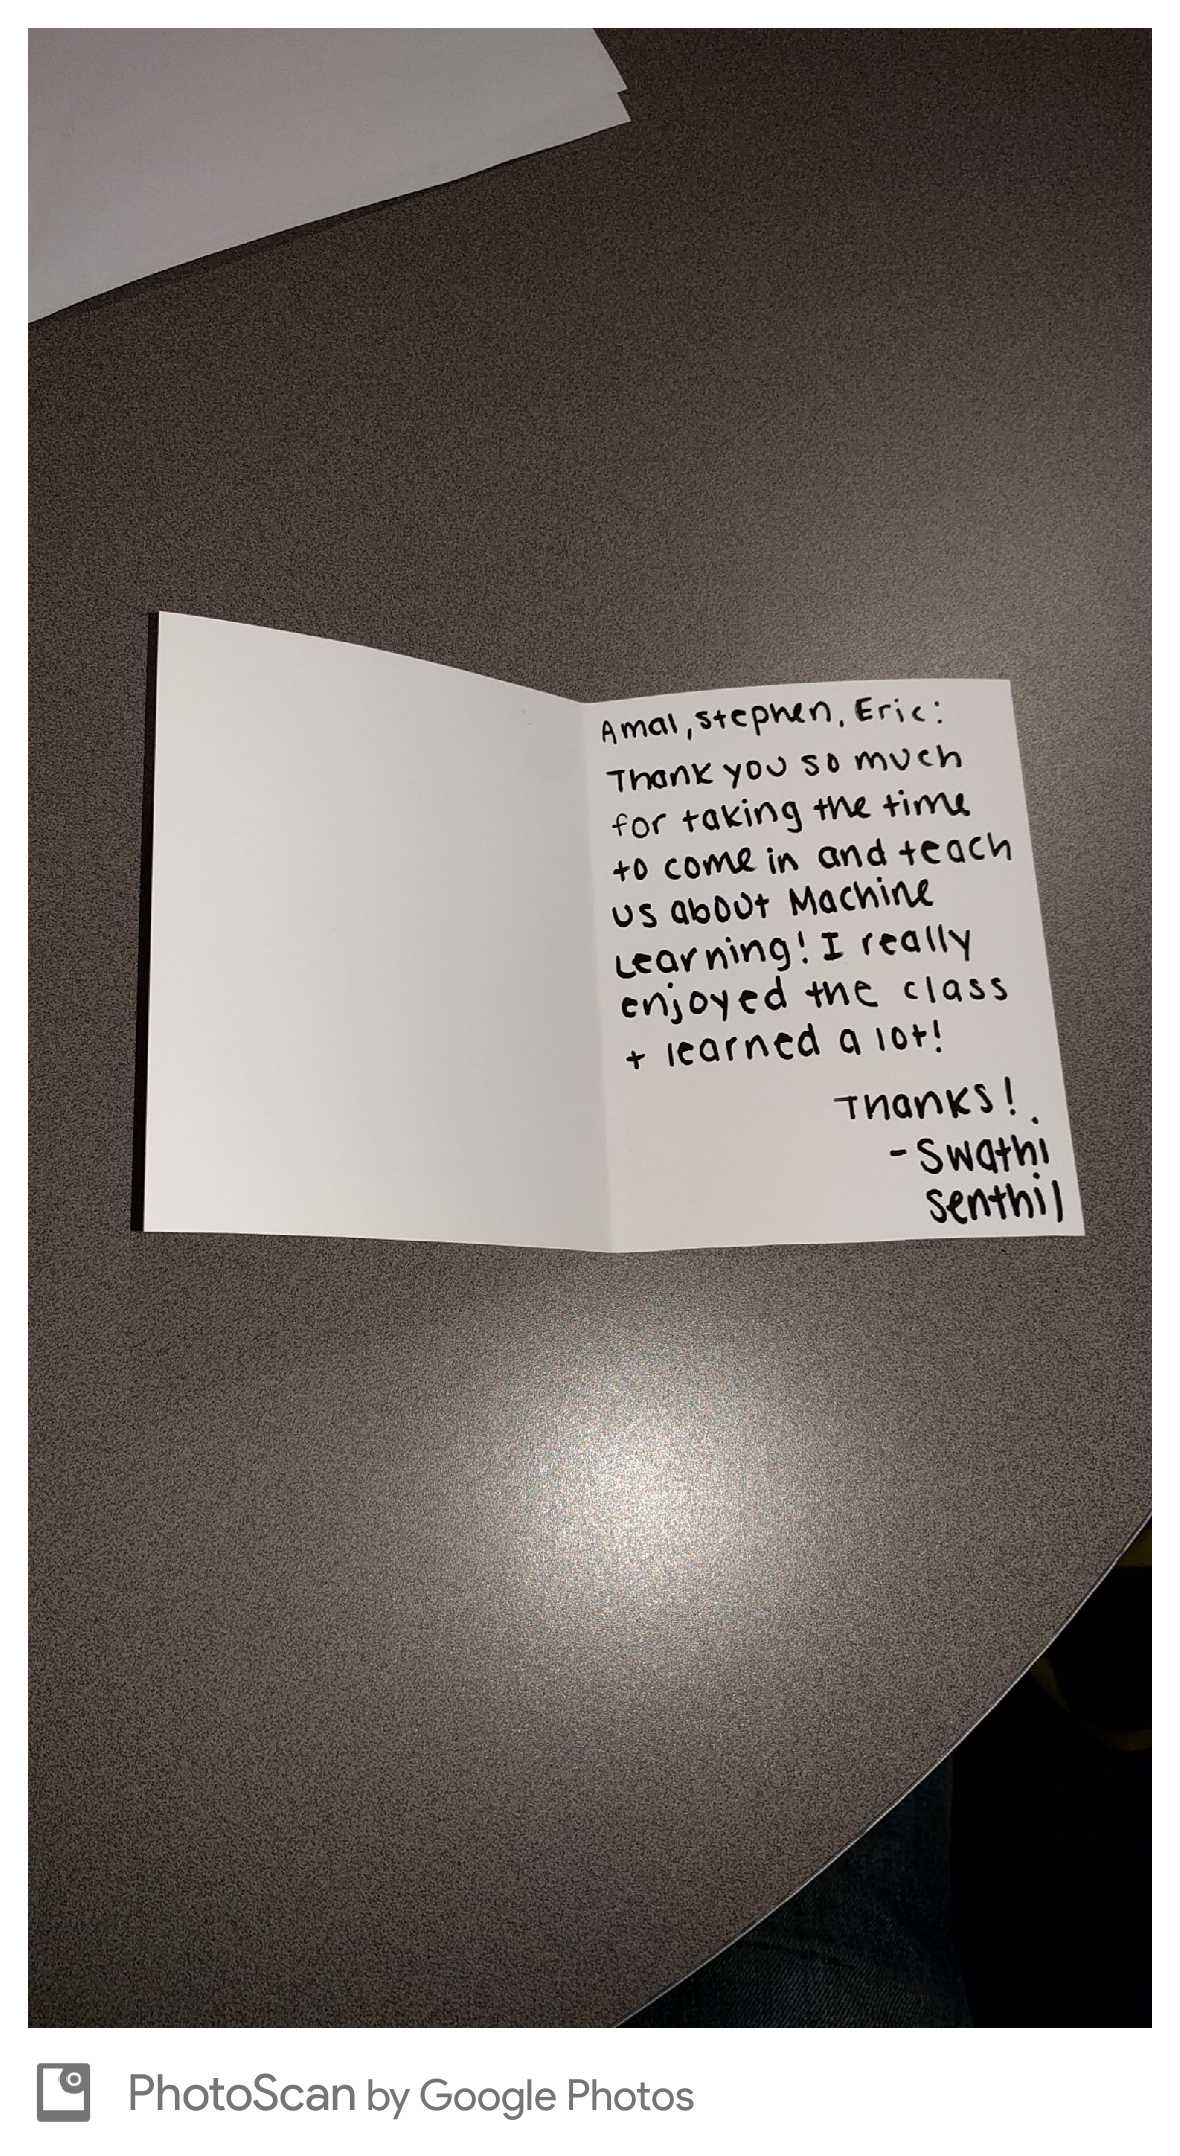 Amal, Stephen, Eric:
Thank you so much
for taking the time
to come in and teach
us about Machine
Learning! I really
enjoyed the class
+ learned a lot!
Thanks!
- Swathi
Senthil
PhotoScan by Google Photos